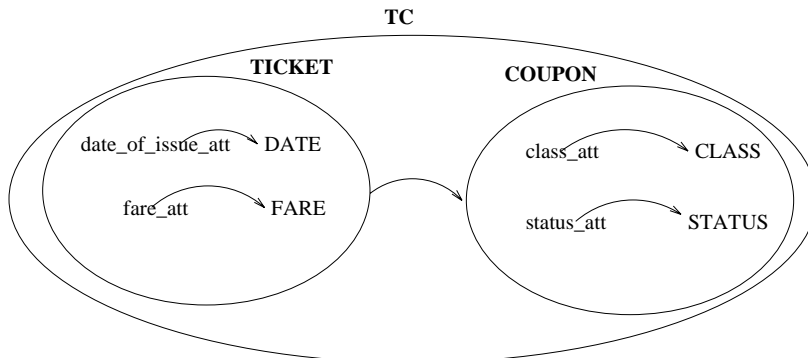 TC
TICKET
COUPON
date_of_issue_att DATE
fare_att FARE
class_att CLASS
status_att STATUS